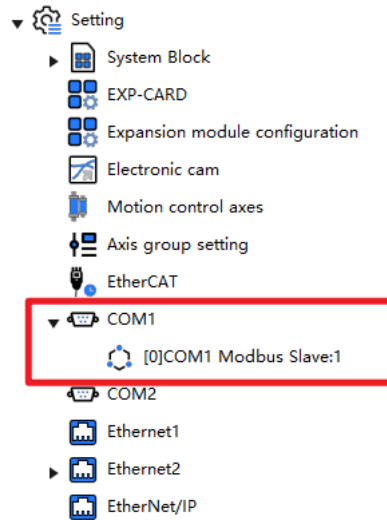 Setting
System Block
EXP-CARD
Expansion module configuration
Electronic cam
Motion control axes
Axis group setting
EtherCAT
COM1
[0]COM1 Modbus Slave:1
COM2
Ethernet1
Ethernet2
EtherNet/IP